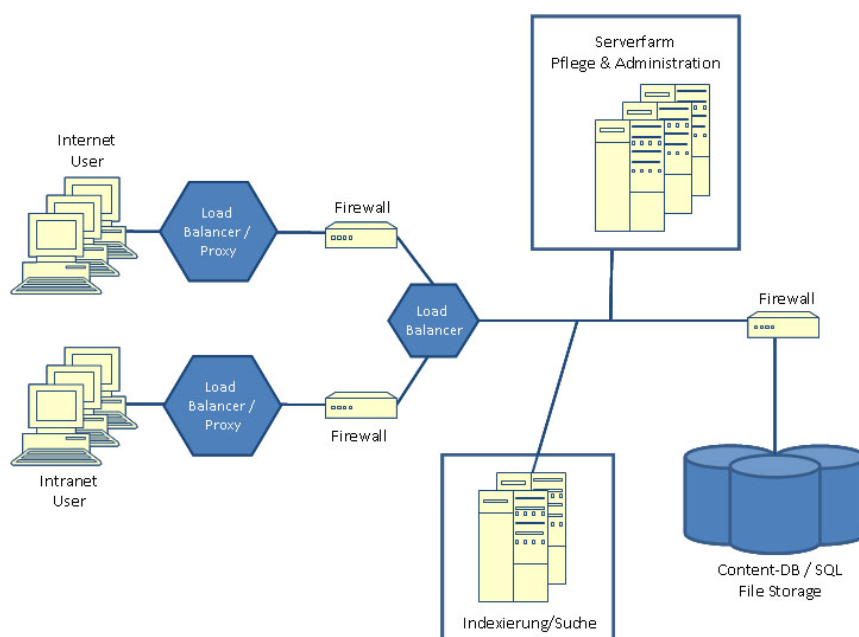 Serverfarm
Pflege & Administration
Internet
User
Load
Balancer /
Proxy
Firewall
Load
Balancer
Firewall
Load
Balancer /
Proxy
Firewall
Intranet
User
Indexierung/Suche
Content-DB / SQL
File Storage